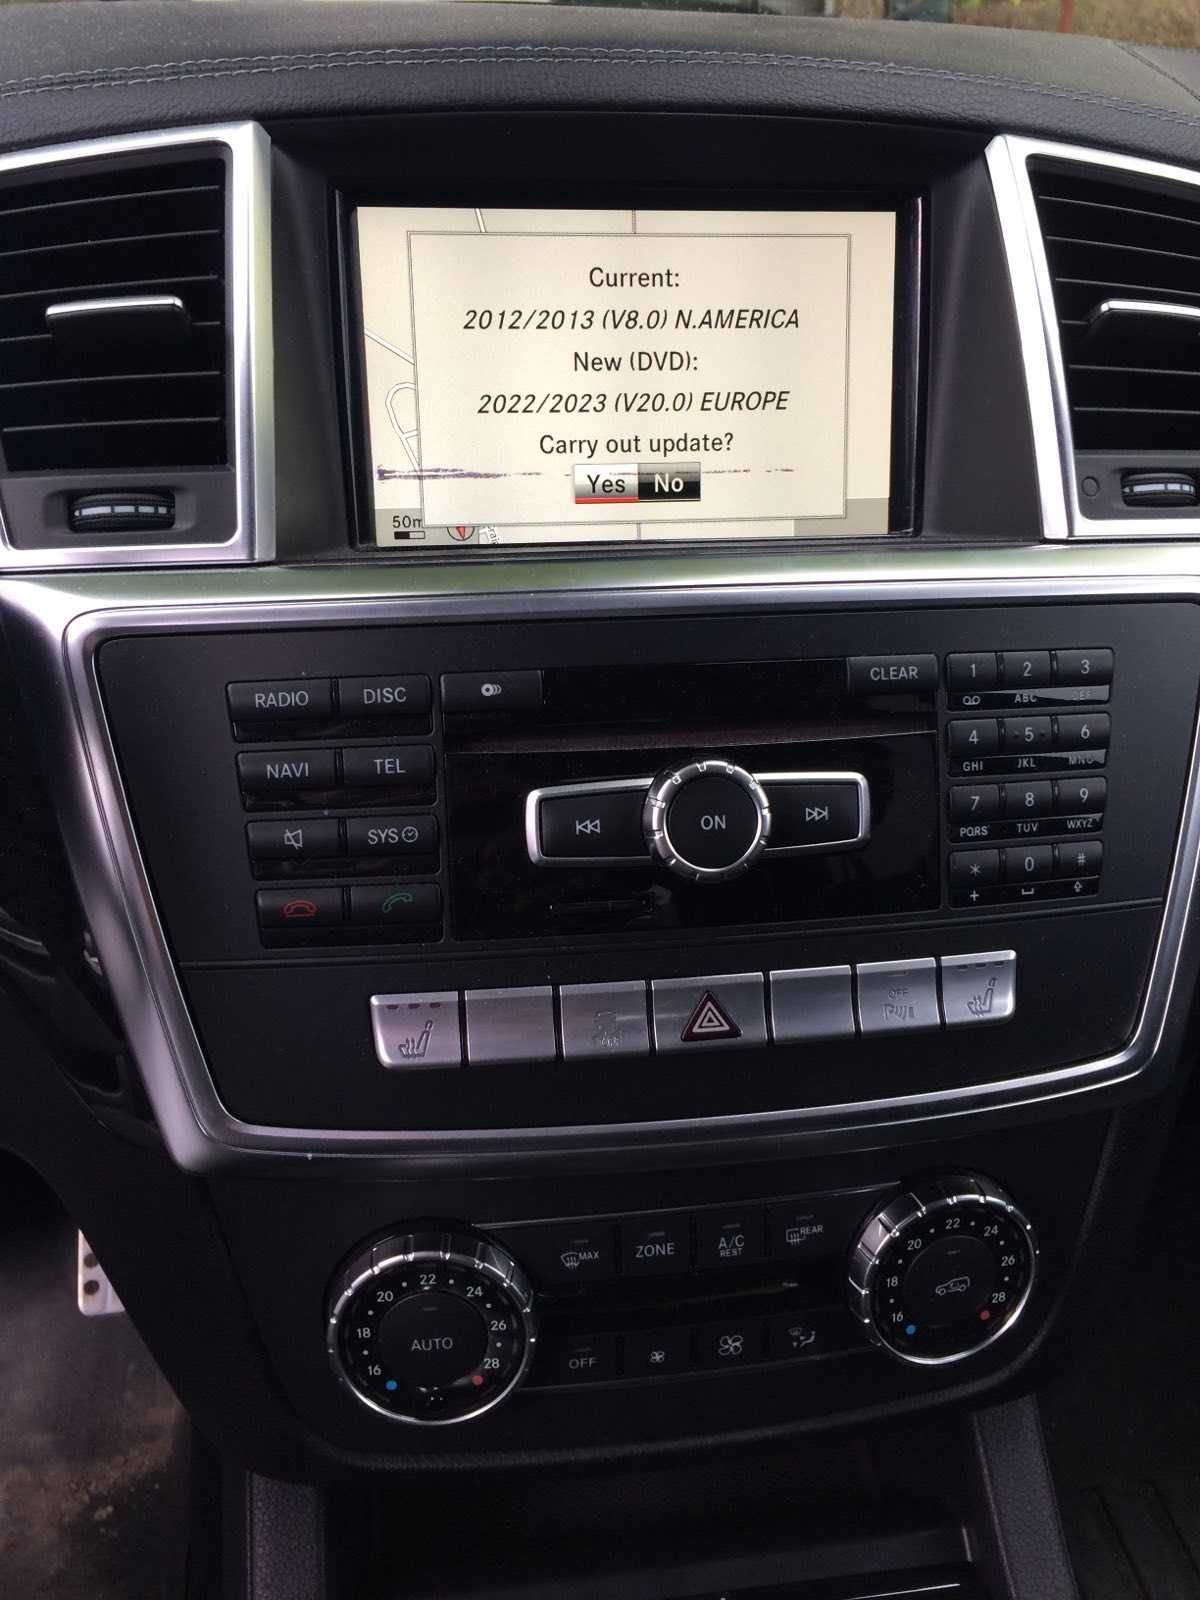 Current:
2012/2013 (V8.0) N.AMERICA
New (DVD):
2022/2023 (V20.0) EUROPE
Carry out update?
Yes No
50m
RADIO DISC
CLEAR
1 2 3
ABC DEF
NAVI TEL
4 5 6
GHI JKL MNO
ON
7 8 9
PQRS TUV WXYZ
SYS
* 0 #
+
OFF
MAX
ZONE
A/C
REST
REAR
16 18 20 22 24 26 28
AUTO
16 18 20 22 24 26 28
OFF